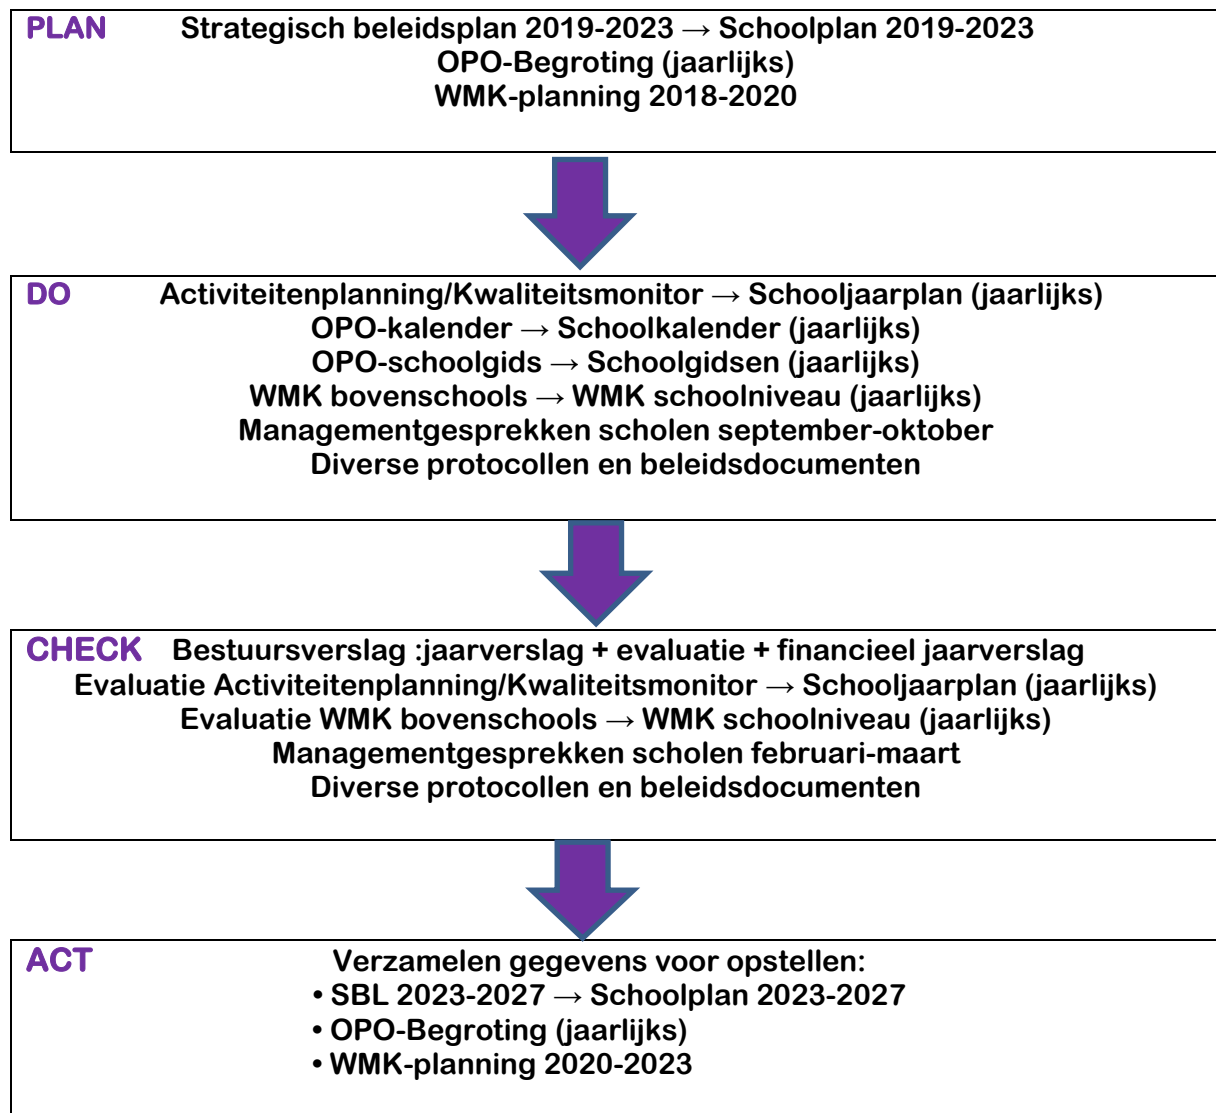 PLAN Strategisch beleidsplan 2019-2023 → Schoolplan 2019-2023
OPO-Begroting (jaarlijks)
WMK-planning 2018-2020
DO Activiteitenplanning/Kwaliteitsmonitor → Schooljaarplan (jaarlijks)
OPO-kalender → Schoolkalender (jaarlijks)
OPO-schoolgids → Schoolgidsen (jaarlijks)
WMK bovenschools → WMK schoolniveau (jaarlijks)
Managementgesprekken scholen september-oktober
Diverse protocollen en beleidsdocumenten
CHECK Bestuursverslag :jaarverslag + evaluatie + financieel jaarverslag
Evaluatie Activiteitenplanning/Kwaliteitsmonitor → Schooljaarplan (jaarlijks)
Evaluatie WMK bovenschools → WMK schoolniveau (jaarlijks)
Managementgesprekken scholen februari-maart
Diverse protocollen en beleidsdocumenten
ACT Verzamelen gegevens voor opstellen:
• SBL 2023-2027 → Schoolplan 2023-2027
• OPO-Begroting (jaarlijks)
• WMK-planning 2020-2023